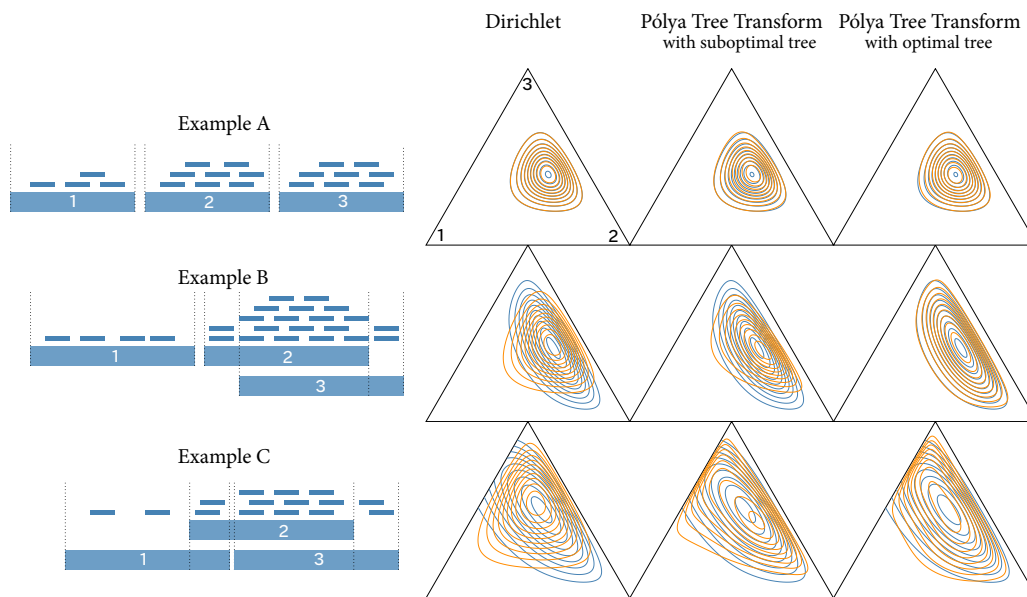 Dirichlet
Pólya Tree Transform
with suboptimal tree
Pólya Tree Transform
with optimal tree
Example A
1
2
3
3
1
2
Example B
1
2
3
Example C
2
1
3